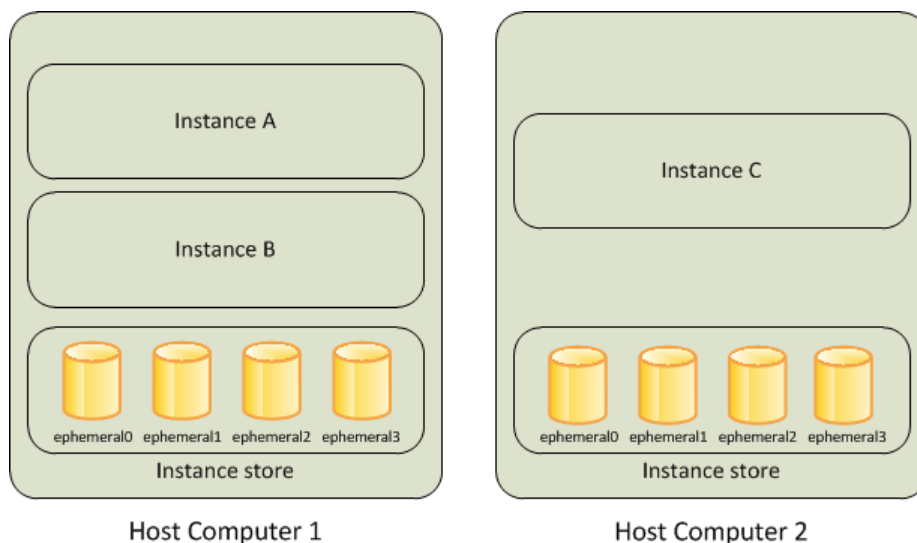 Instance A
Instance B
ephemeral0 ephemeral1 ephemeral2 ephemeral3
Instance store
Host Computer 1
Instance C
ephemeral0 ephemeral1 ephemeral2 ephemeral3
Instance store
Host Computer 2